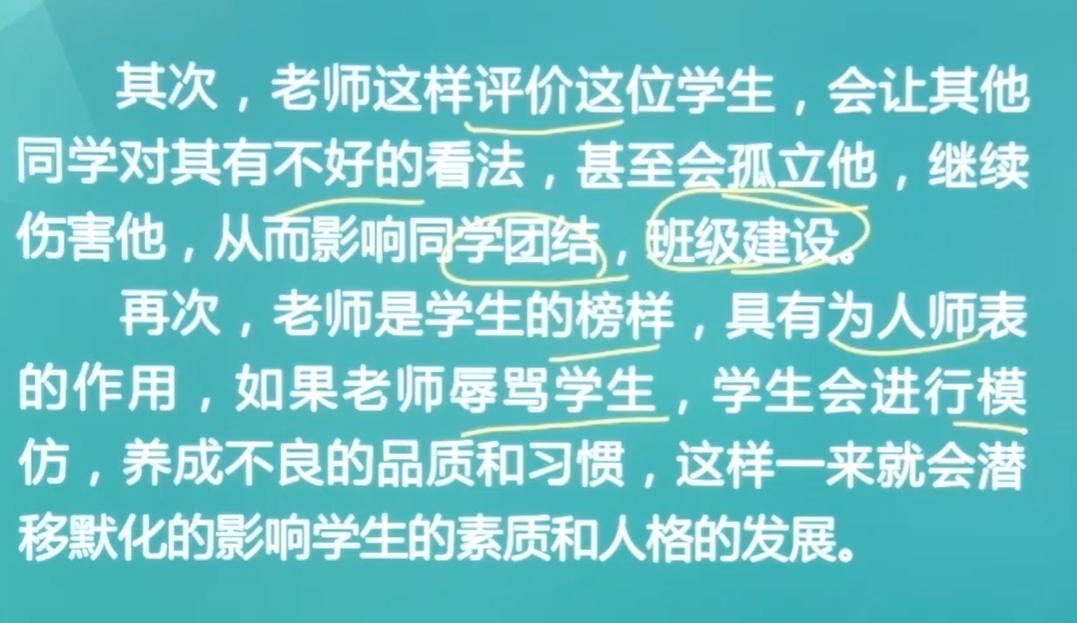 其次，老师这样评价这位学生，会让其他
同学对其有不好的看法，甚至会孤立他，继续
伤害他，从而影响同学团结，班级建设。
再次，老师是学生的榜样，具有为人师表
的作用，如果老师辱骂学生，学生会进行模
仿，养成不良的品质和习惯，这样一来就会潜
移默化的影响学生的素质和人格的发展。